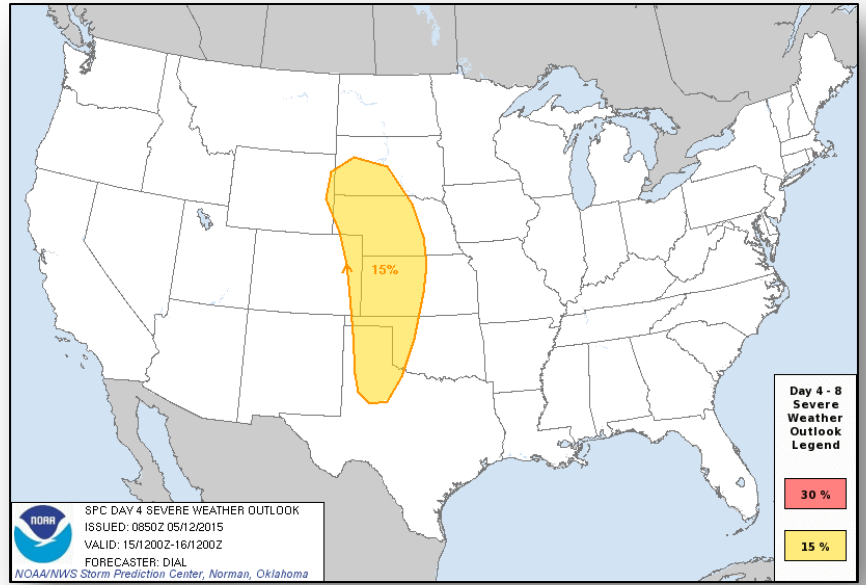 15%
Day 4 - 8
Severe
Weather
Outlook
Legend
30 %
15 %
NOAA
SPC DAY 4 SEVERE WEATHER OUTLOOK
ISSUED: 0850Z 05/12/2015
VALID: 15/1200Z-16/1200Z
FORECASTER: DIAL
NOAA/NWS Storm Prediction Center, Norman, Oklahoma